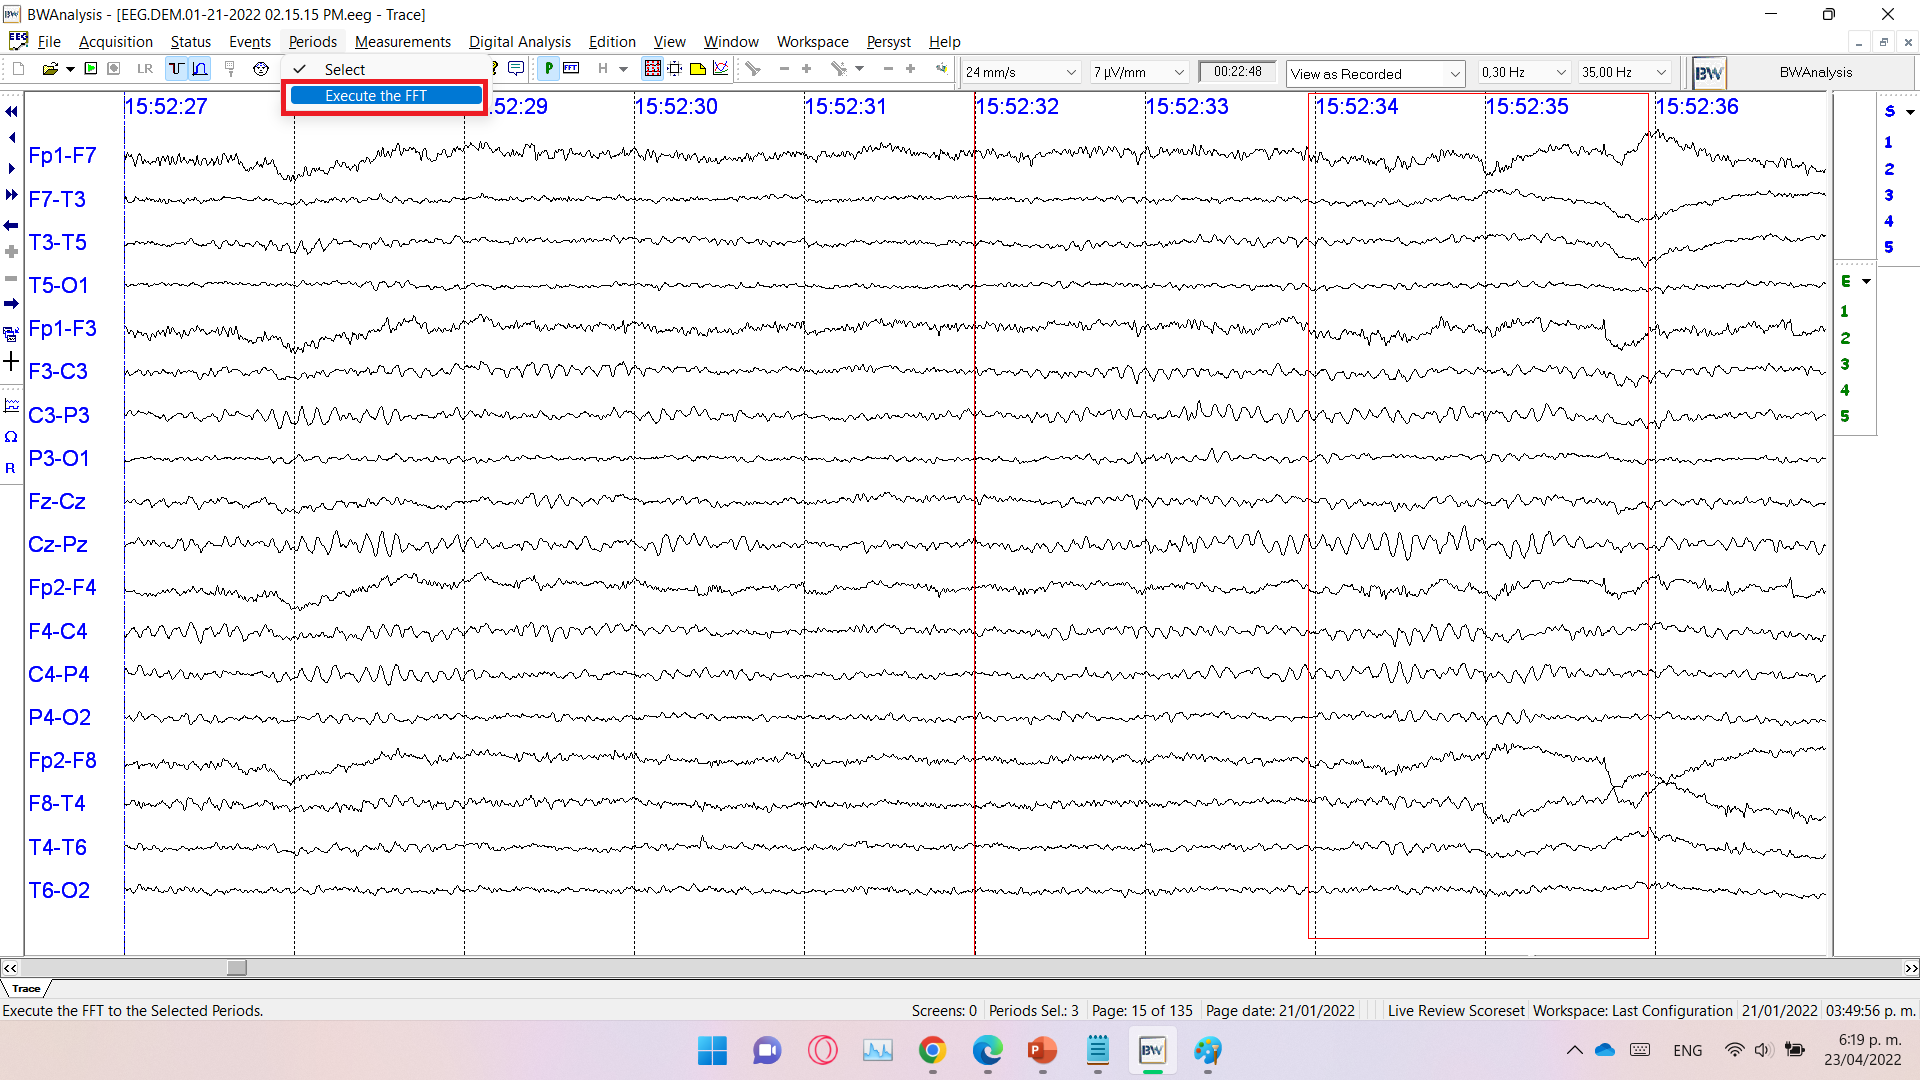 BWAnalysis - [EEG.DEM.01-21-2022 02.15.15 PM.eeg - Trace]
File Acquisition Status Events Periods Measurements Digital Analysis Edition View Window Workspace Persyst Help
LR P FFT H 24 mm/s 7 µV/mm 00:22:48 View as Recorded 0,30 Hz 35,00 Hz BW BWAnalysis
Select
Execute the FFT
15:52:27 :52:29 15:52:30 15:52:31 15:52:32 15:52:33 15:52:34 15:52:35 15:52:36
Fp1-F7
F7-T3
T3-T5
T5-O1
Fp1-F3
F3-C3
C3-P3
P3-O1
Fz-Cz
Cz-Pz
Fp2-F4
F4-C4
C4-P4
P4-O2
Fp2-F8
F8-T4
T4-T6
T6-O2
Ω
R
S
1
2
3
4
5
E
1
2
3
4
5
Trace
Execute the FFT to the Selected Periods. Screens: 0 Periods Sel.: 3 Page: 15 of 135 Page date: 21/01/2022 Live Review Scoreset Workspace: Last Configuration 21/01/2022 03:49:56 p. m.
BW ENG 6:19 p. m.
23/04/2022